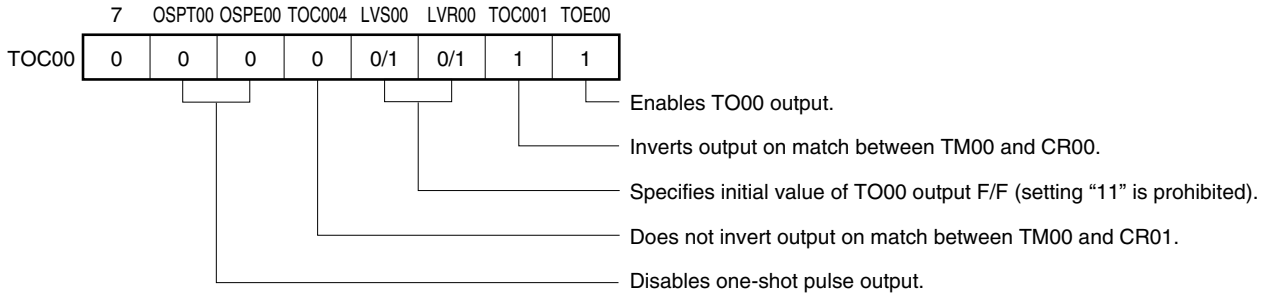 7 OSPT00 OSPE00 TOC004 LVS00 LVR00 TOC001 TOE00
TOC00 0 0 0 0 0/1 0/1 1 1
Enables TO00 output.
Inverts output on match between TM00 and CR00.
Specifies initial value of TO00 output F/F (setting “11” is prohibited).
Does not invert output on match between TM00 and CR01.
Disables one-shot pulse output.